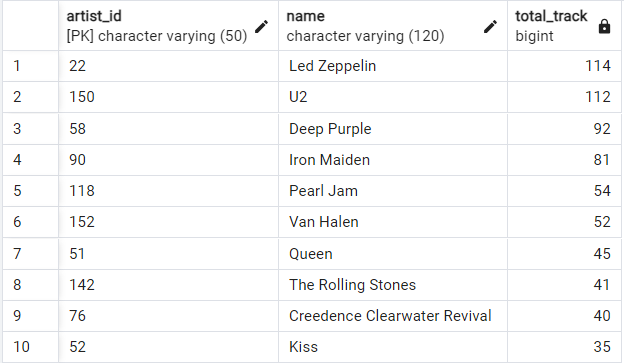 artist_id name total_track
[PK] character varying (50) character varying (120) bigint
1 22 Led Zeppelin 114
2 150 U2 112
3 58 Deep Purple 92
4 90 Iron Maiden 81
5 118 Pearl Jam 54
6 152 Van Halen 52
7 51 Queen 45
8 142 The Rolling Stones 41
9 76 Creedence Clearwater Revival 40
10 52 Kiss 35